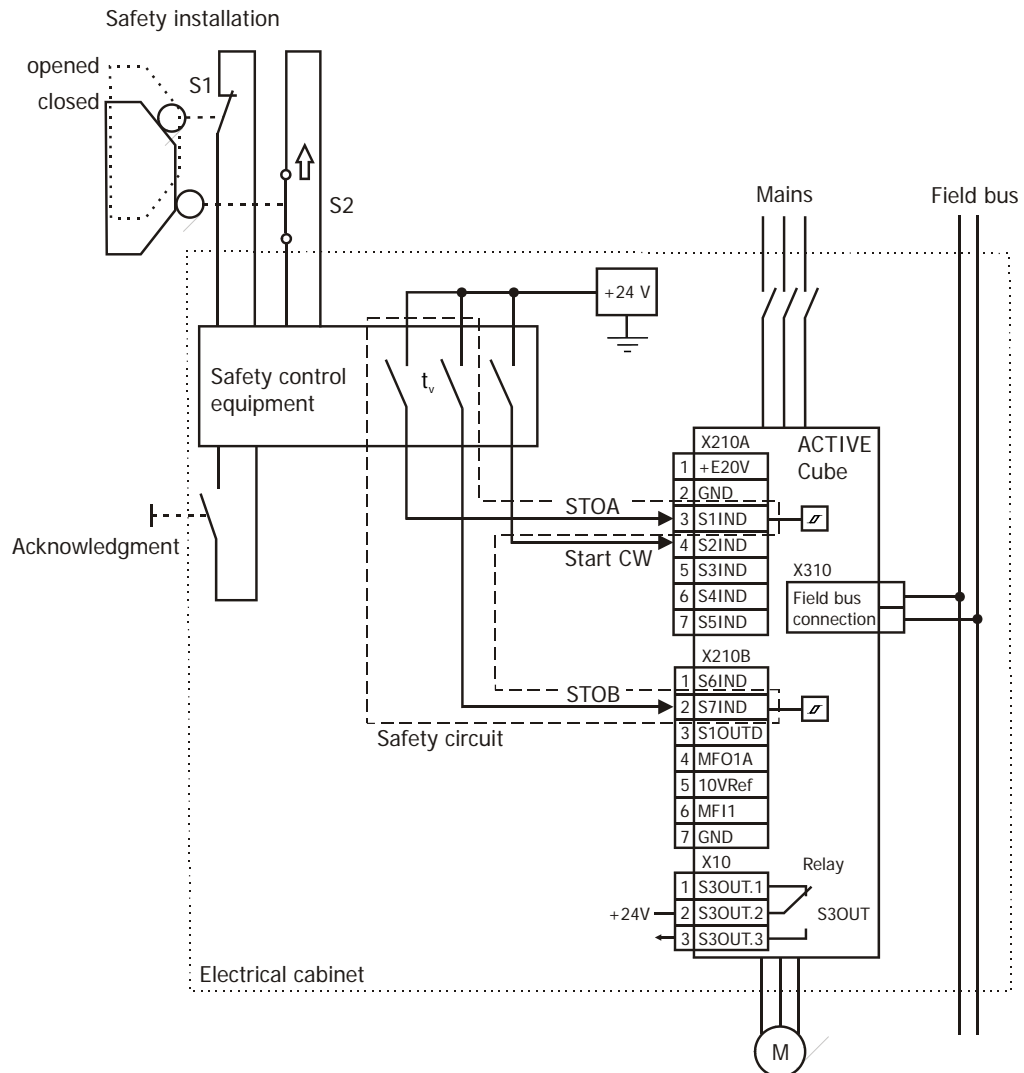 Safety installation
opened
closed
S1
S2
Mains
Field bus
+24 V
Safety control
equipment
tv
Acknowledgment
X210A
ACTIVE
Cube
1 +E20V
2 GND
STOA
3 S1IND
4 S2IND
Start CW
5 S3IND
6 S4IND
7 S5IND
X310
Field bus
connection
X210B
1 S6IND
STOB
2 S7IND
Safety circuit
3 S1OUTD
4 MFO1A
5 10VRef
6 MFI1
7 GND
X10
Relay
1 S3OUT.1
+24V
2 S3OUT.2
S3OUT
3 S3OUT.3
Electrical cabinet
M